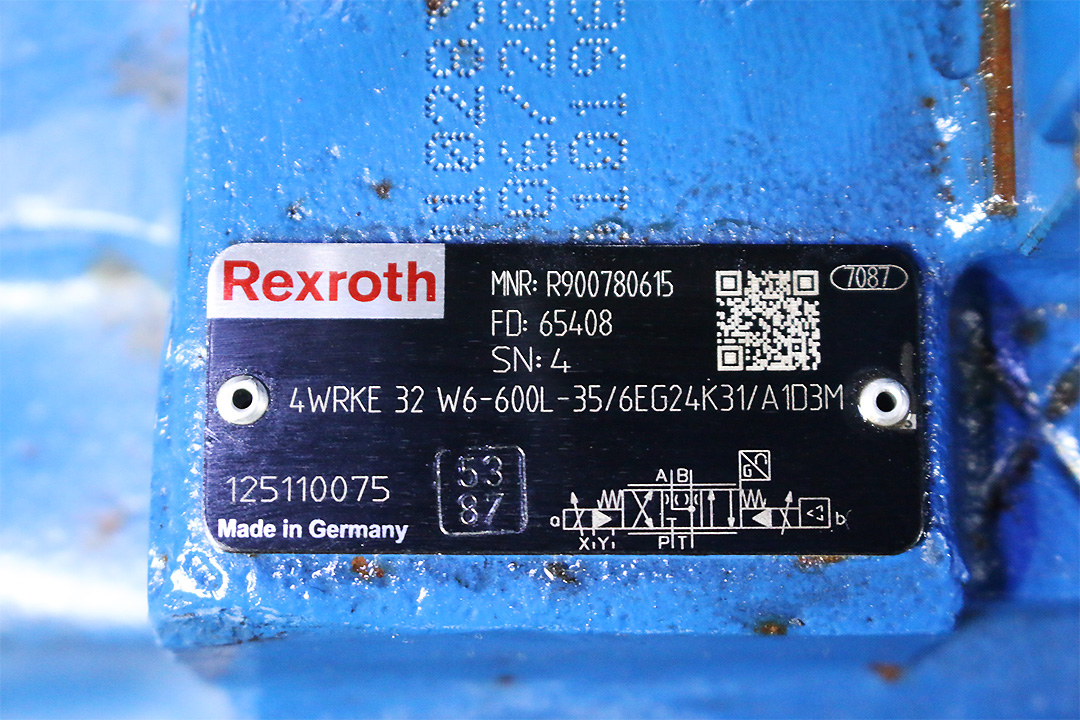 Rexroth
MNR: R900780615
7087
FD: 65408
SN: 4
4WRKE 32 W6-600L-35/6EG24K31/A1D3M
125110075
53
87
Made in Germany
A B
G
a
b
X Y
T
P T